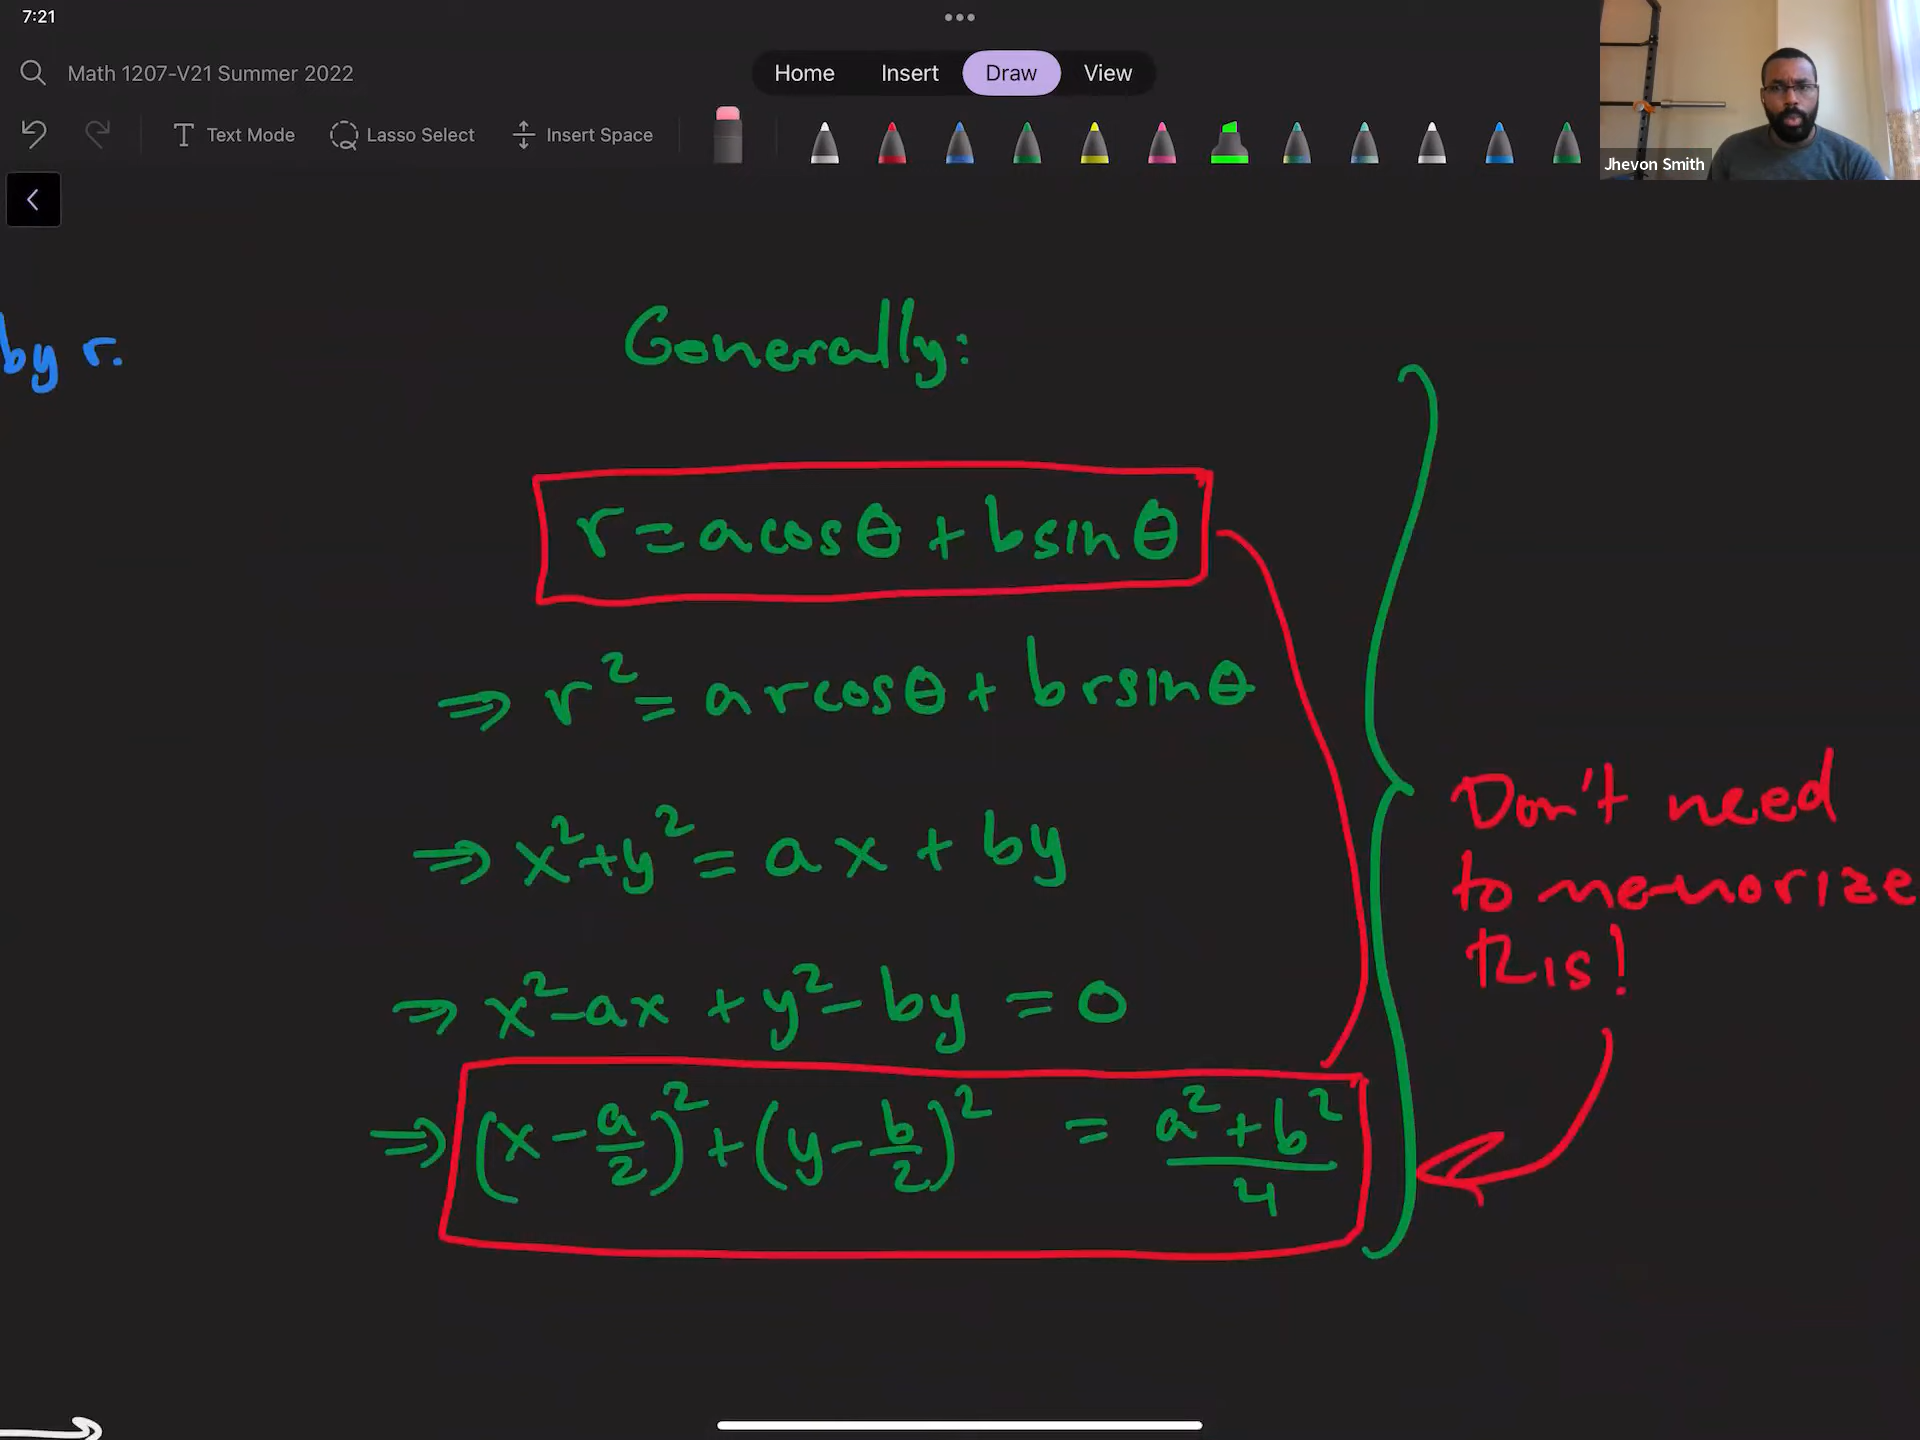 7:21
Math 1207-V21 Summer 2022
Home Insert Draw View
Text Mode Lasso Select Insert Space
Jhevon Smith
by r.
Generally:
r = a cos θ + b sin θ
⇒ r² = a r cos θ + b r sin θ
⇒ x² + y² = a x + b y
⇒ x² - ax + y² - by = 0
⇒ (x - a/2)² + (y - b/2)² = (a² + b²)/4
Don't need
to memorize
this!